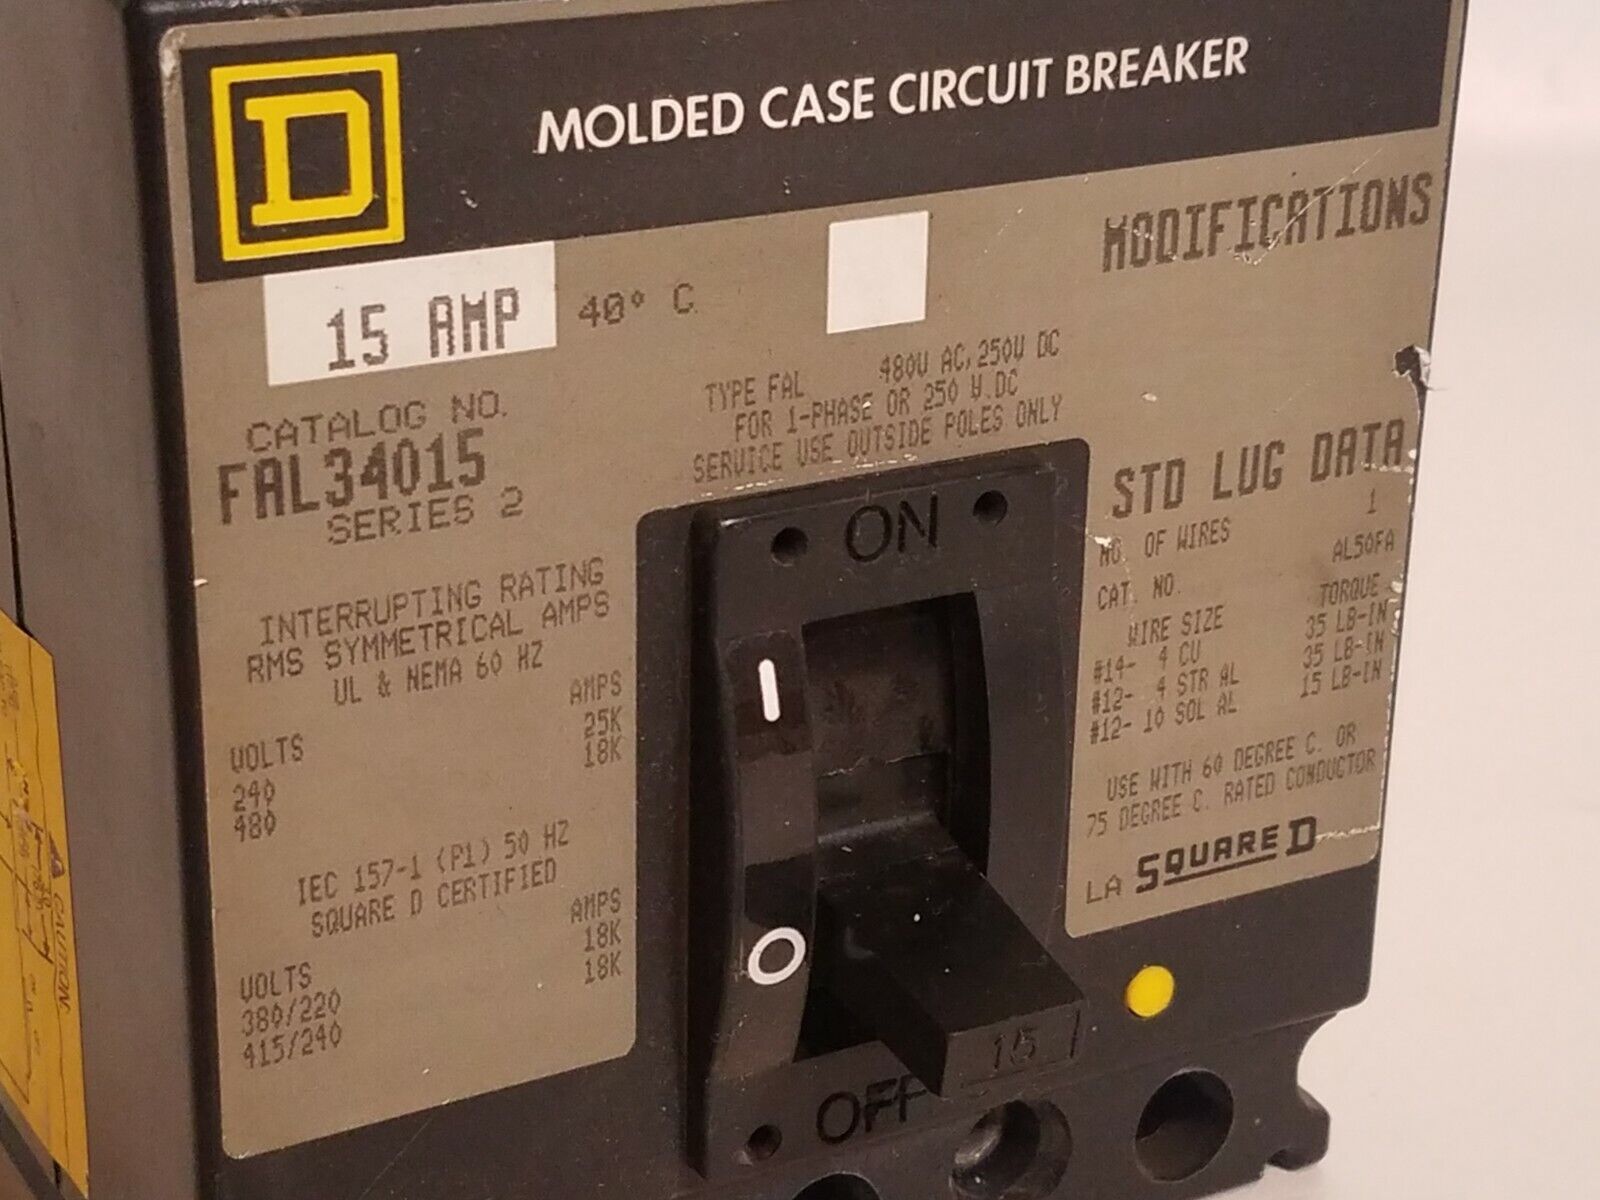 D
MOLDED CASE CIRCUIT BREAKER
15 AMP 40° C
MODIFICATIONS
CATALOG NO.
FAL34015
SERIES 2
TYPE FAL 480V AC, 250V DC
FOR 1-PHASE OR 250 V.DC
SERVICE USE OUTSIDE POLES ONLY
INTERRUPTING RATING
RMS SYMMETRICAL AMPS
UL & NEMA 60 HZ
VOLTS AMPS
240 25K
480 18K
IEC 157-1 (P1) 50 HZ
SQUARE D CERTIFIED
VOLTS AMPS
380/220 18K
415/240 18K
ON
OFF
15
STD LUG DATA
NO. OF WIRES 1
CAT. NO. AL50FA
WIRE SIZE TORQUE
#14- 4 CU 35 LB-IN
#12- 4 STR AL 35 LB-IN
#12- 10 SOL AL 15 LB-IN
USE WITH 60 DEGREE C. OR
75 DEGREE C. RATED CONDUCTOR
LA SQUARE D
CAUTION